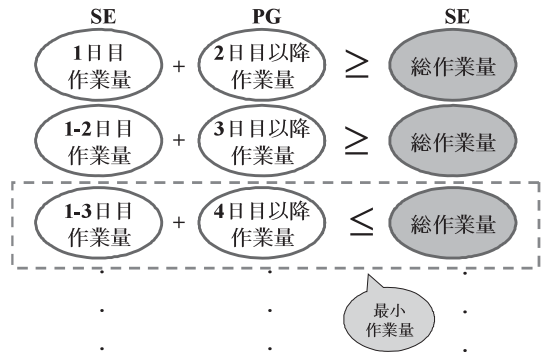 SE PG SE
1日目 + 2日目以降 ≥ 総作業量
作業量 作業量
1-2日目 + 3日目以降 ≥ 総作業量
作業量 作業量
1-3日目 + 4日目以降 ≤ 総作業量
作業量 作業量
最小
作業量